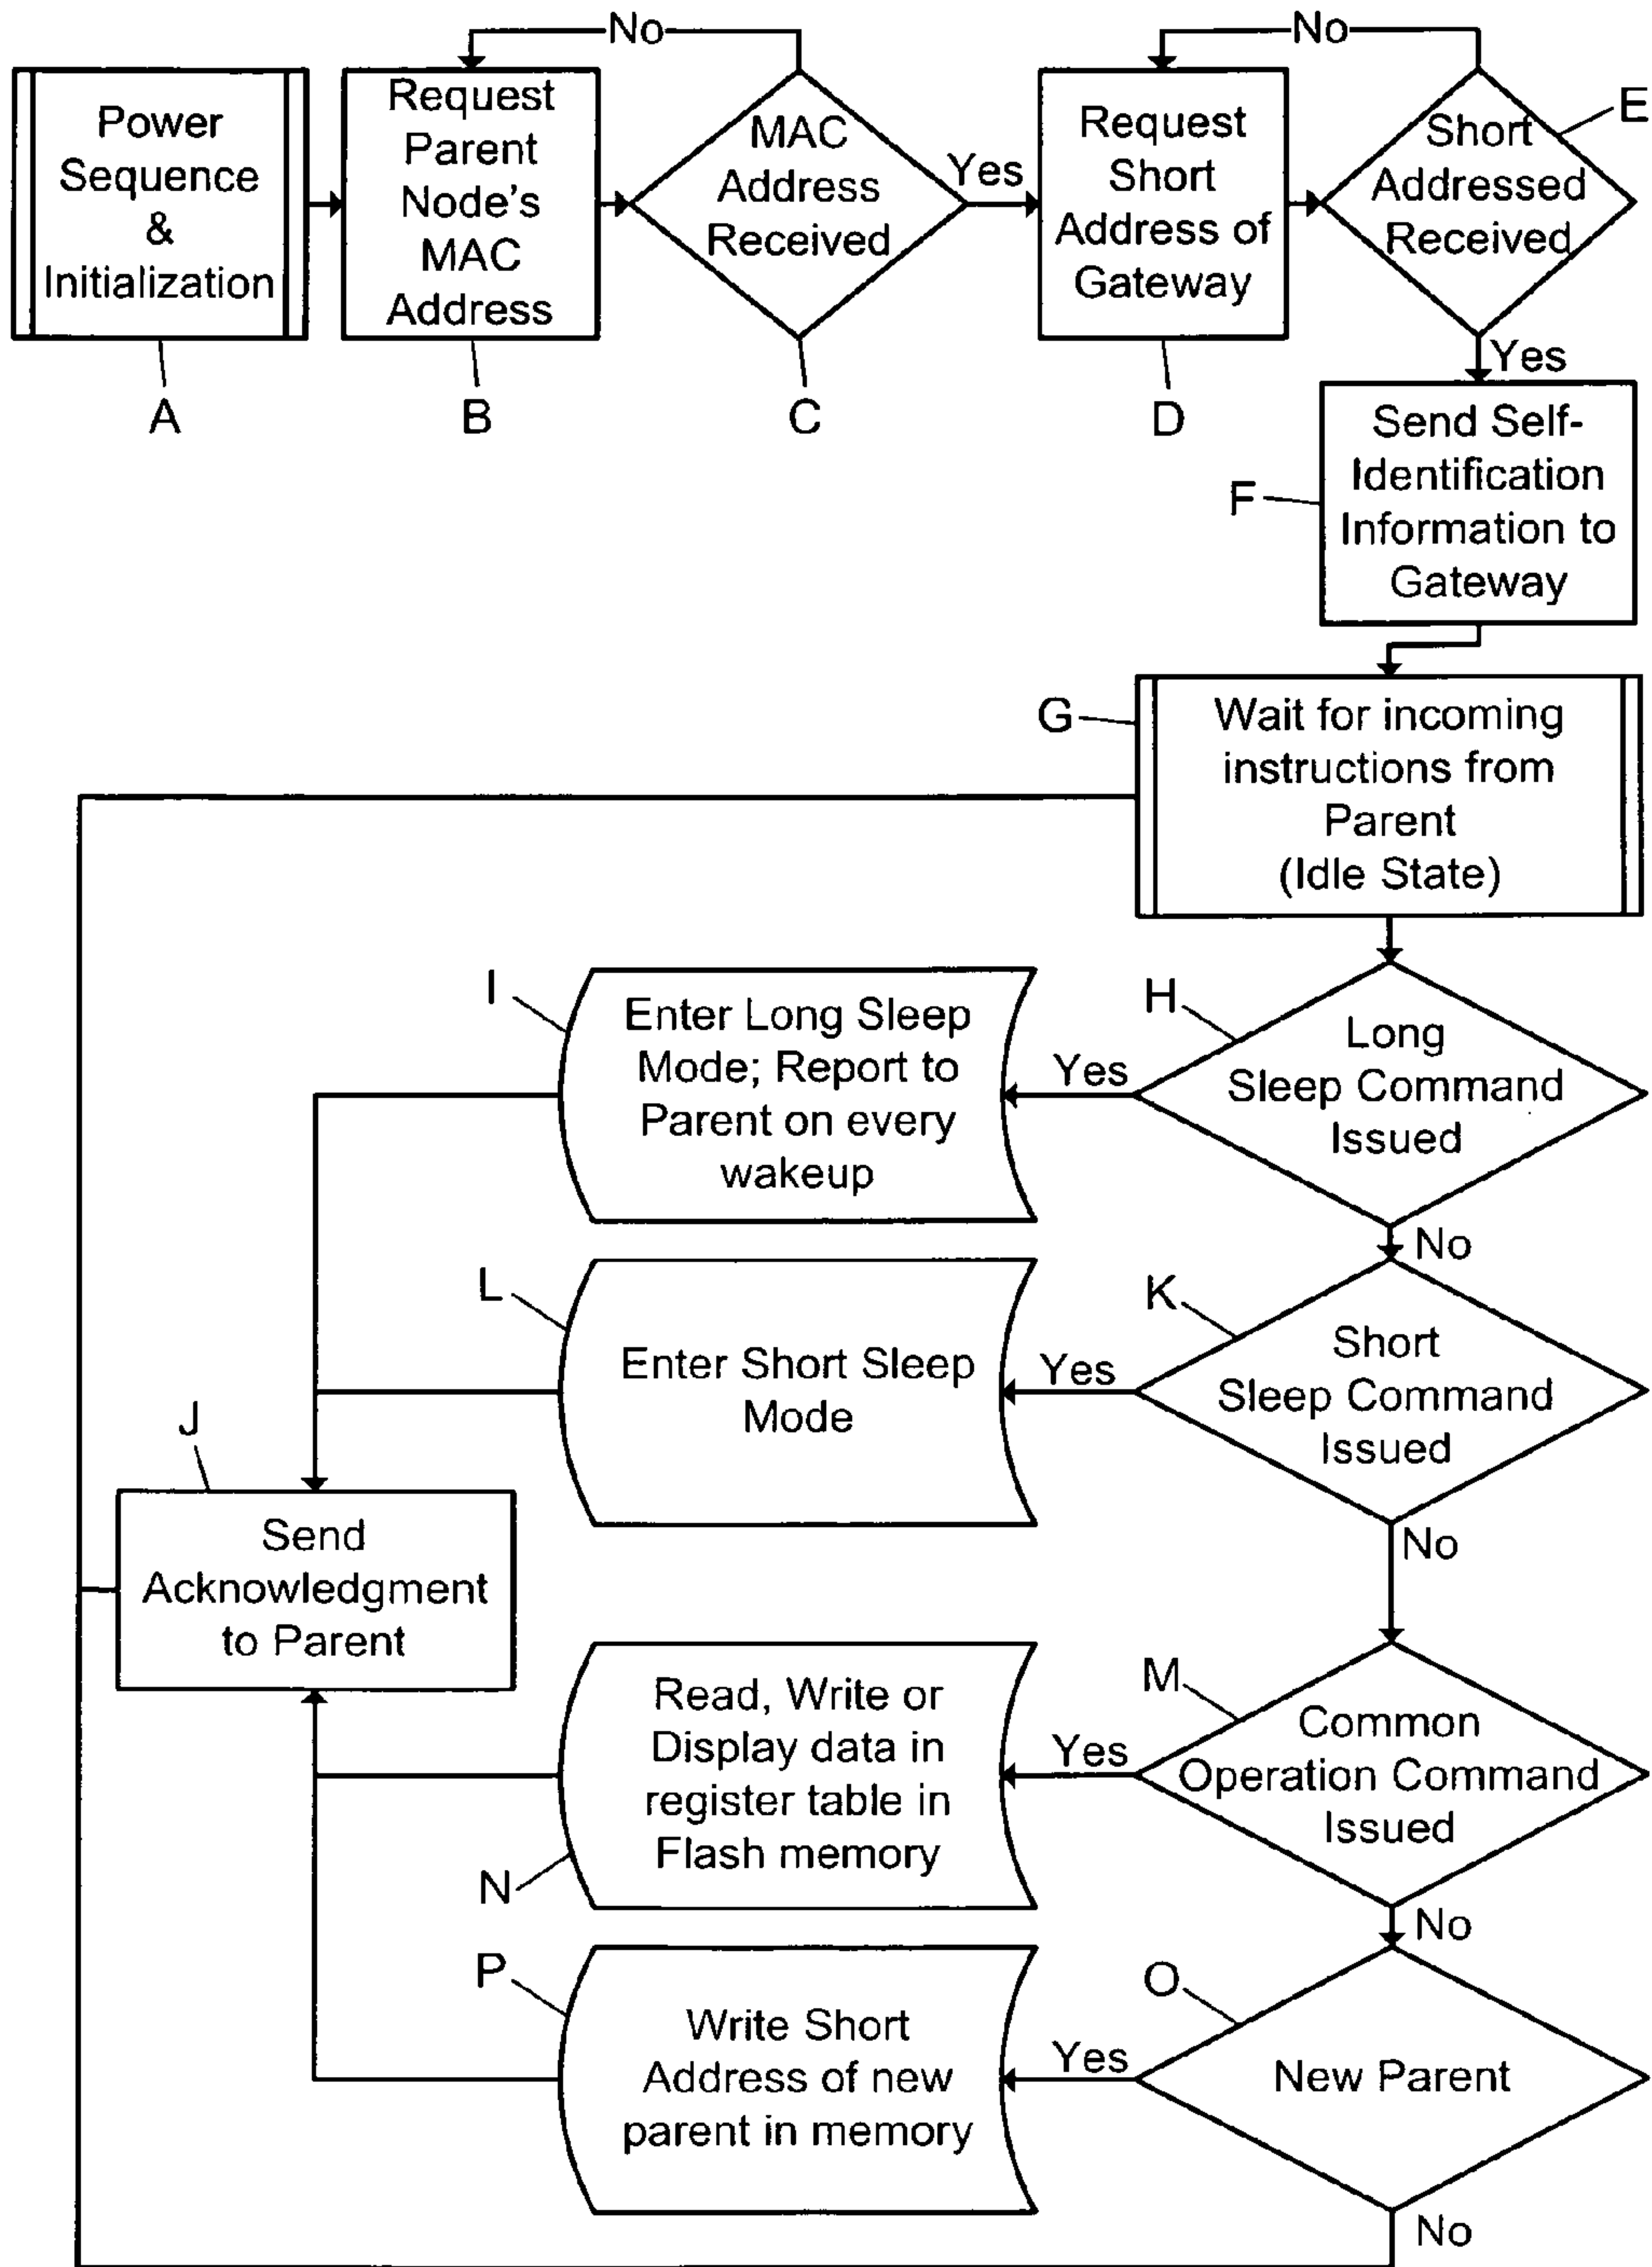 No
No
Power
Sequence
&
Initialization
Request
Parent
Node's
MAC
Address
MAC
Address
Received
Yes
Request
Short
Address of
Gateway
Short
Addressed
Received
E
A
B
C
D
Yes
Send Self-
Identification
Information to
Gateway
F
G
Wait for incoming
instructions from
Parent
(Idle State)
I
Enter Long Sleep
Mode; Report to
Parent on every
wakeup
Yes
H
Long
Sleep Command
Issued
No
L
Enter Short Sleep
Mode
Yes
K
Short
Sleep Command
Issued
No
J
Send
Acknowledgment
to Parent
Read, Write or
Display data in
register table in
Flash memory
N
Yes
M
Common
Operation Command
Issued
No
P
Write Short
Address of new
parent in memory
Yes
O
New Parent
No